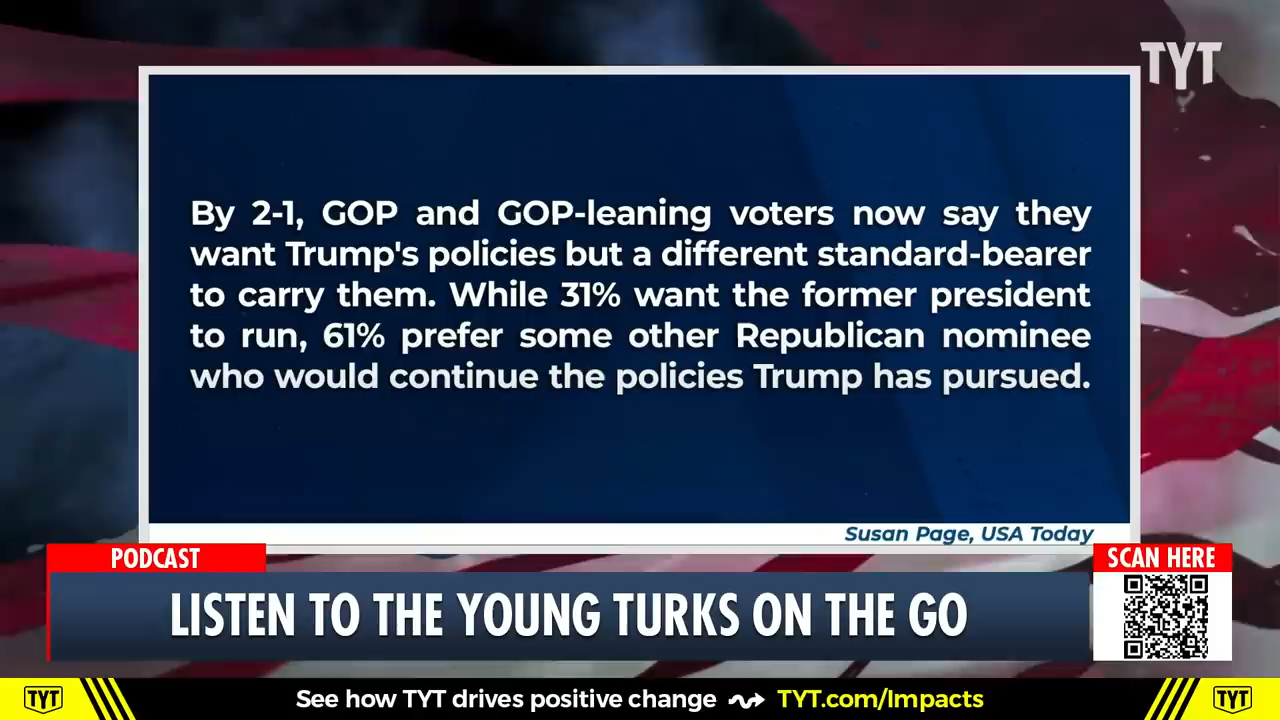 TYT
By 2-1, GOP and GOP-leaning voters now say they
want Trump's policies but a different standard-bearer
to carry them. While 31% want the former president
to run, 61% prefer some other Republican nominee
who would continue the policies Trump has pursued.
Susan Page, USA Today
PODCAST
SCAN HERE
LISTEN TO THE YOUNG TURKS ON THE GO
TYT
See how TYT drives positive change
TYT.com/Impacts
TYT